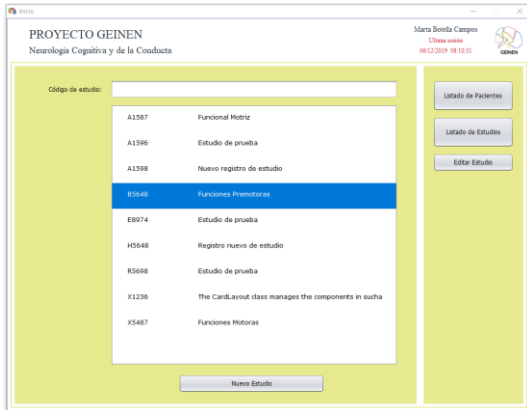 Inicio
PROYECTO GEINEN
Neurología Cognitiva y de la Conducta
Marta Botella Campos
Ultima sesión
06/12/2019 08:10:51
GEINEN
Código de estudio:
A1587 Funcional Motriz
A1596 Estudio de prueba
A1598 Nuevo registro de estudio
B5648 Funciones Premotoras
E8974 Estudio de prueba
H5648 Registro nuevo de estudio
R5698 Estudio de prueba
X1236 The CardLayout class manages the components in sucha
X5487 Funciones Motoras
Nuevo Estudio
Listado de Pacientes
Listado de Estudios
Editar Estudio